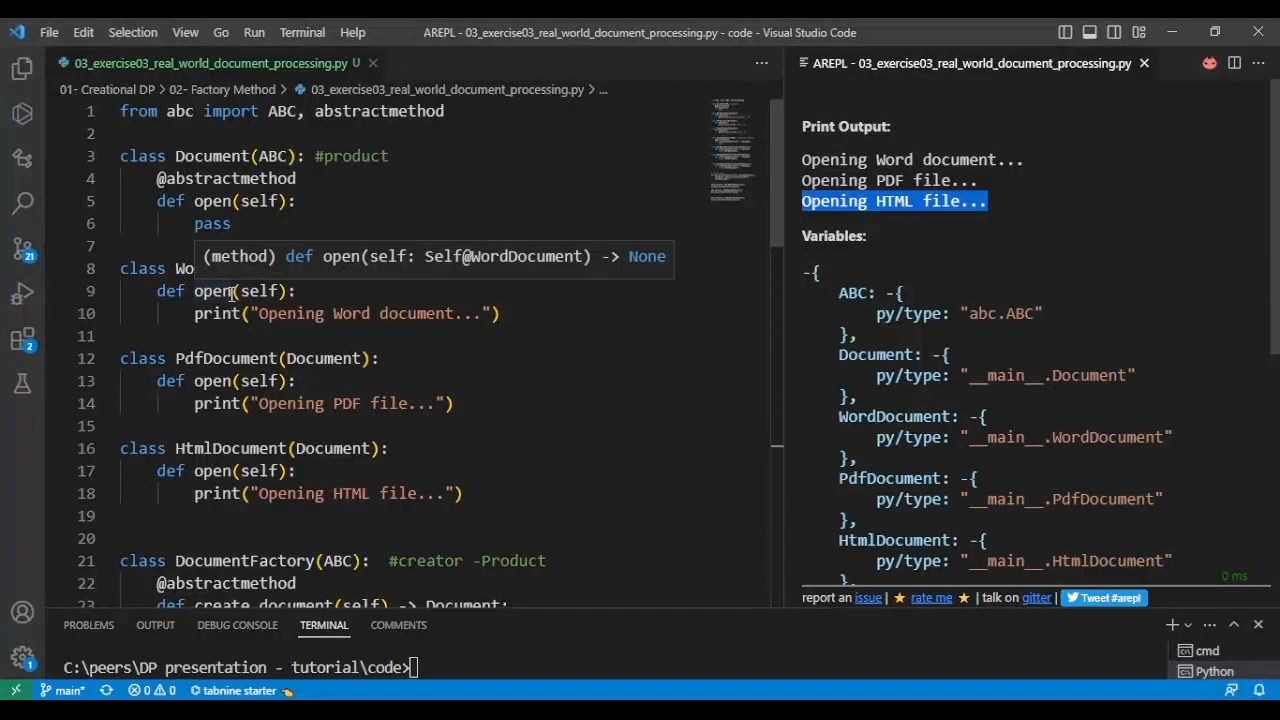 File Edit Selection View Go Run Terminal Help AREPL - 03_exercise03_real_world_document_processing.py - code - Visual Studio Code
03_exercise03_real_world_document_processing.py U
01- Creational DP > 02- Factory Method > 03_exercise03_real_world_document_processing.py > ...
1 from abc import ABC, abstractmethod
2
3 class Document(ABC): #product
4 @abstractmethod
5 def open(self):
6 pass
7
(method) def open(self: Self@WordDocument) -> None
8 class Wo
9 def open(self):
10 print("Opening Word document...")
11
12 class PdfDocument(Document):
13 def open(self):
14 print("Opening PDF file...")
15
16 class HtmlDocument(Document):
17 def open(self):
18 print("Opening HTML file...")
19
20
21 class DocumentFactory(ABC): #creator -Product
22 @abstractmethod
23 def create_document(self) -> Document:
AREPL - 03_exercise03_real_world_document_processing.py
Print Output:
Opening Word document...
Opening PDF file...
Opening HTML file...
Variables:
-{
ABC: -{
py/type: "abc.ABC"
},
Document: -{
py/type: "__main__.Document"
},
WordDocument: -{
py/type: "__main__.WordDocument"
},
PdfDocument: -{
py/type: "__main__.PdfDocument"
},
HtmlDocument: -{
py/type: "__main__.HtmlDocument"
},
0 ms
report an issue | ★ rate me ★ | talk on gitter | Tweet #arepl
21
2
1
PROBLEMS OUTPUT DEBUG CONSOLE TERMINAL COMMENTS
C:\peers\DP presentation - tutorial\code>
cmd
Python
main* 0 0 tabnine starter